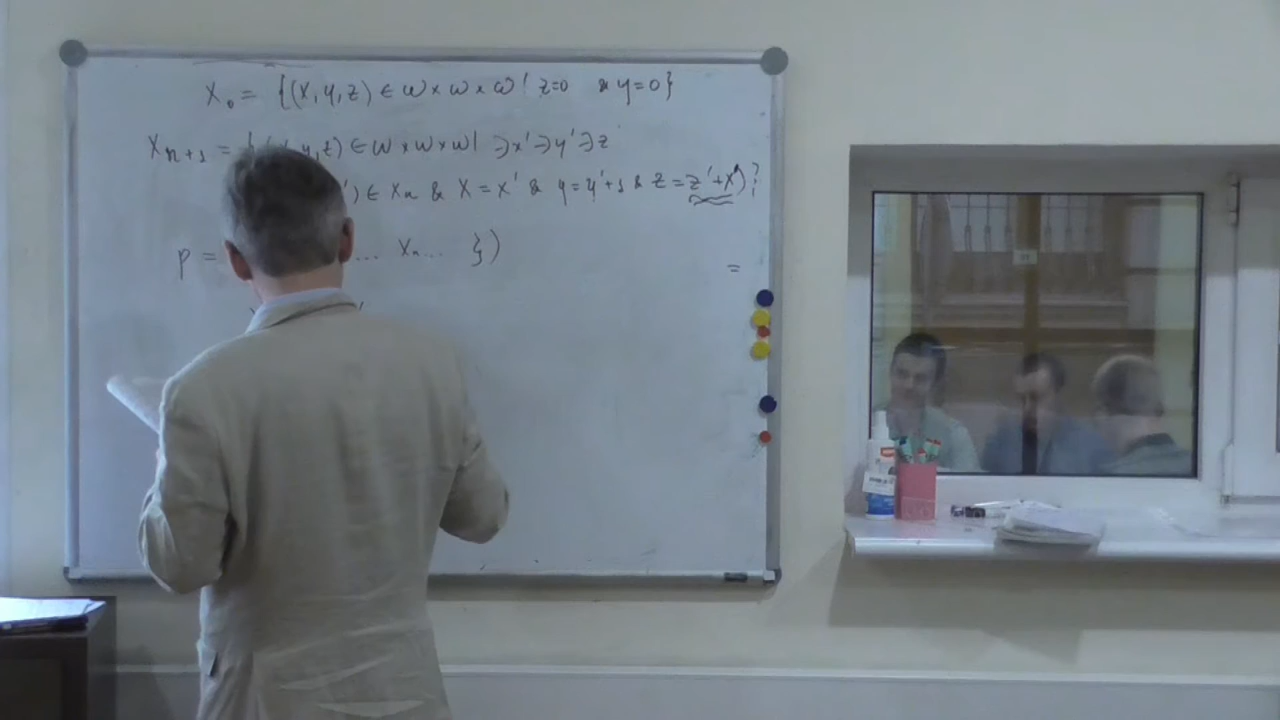 X₀ = {(x, y, z) ∈ ω × ω × ω | z=0 & y=0}
Xₙ₊₁ = { y, z) ∈ ω × ω × ω | ∃x' ∃y' ∃z'
') ∈ Xₙ & x = x' & y = y'+1 & z = z'+x')}
p = ... Xₙ ... })
=